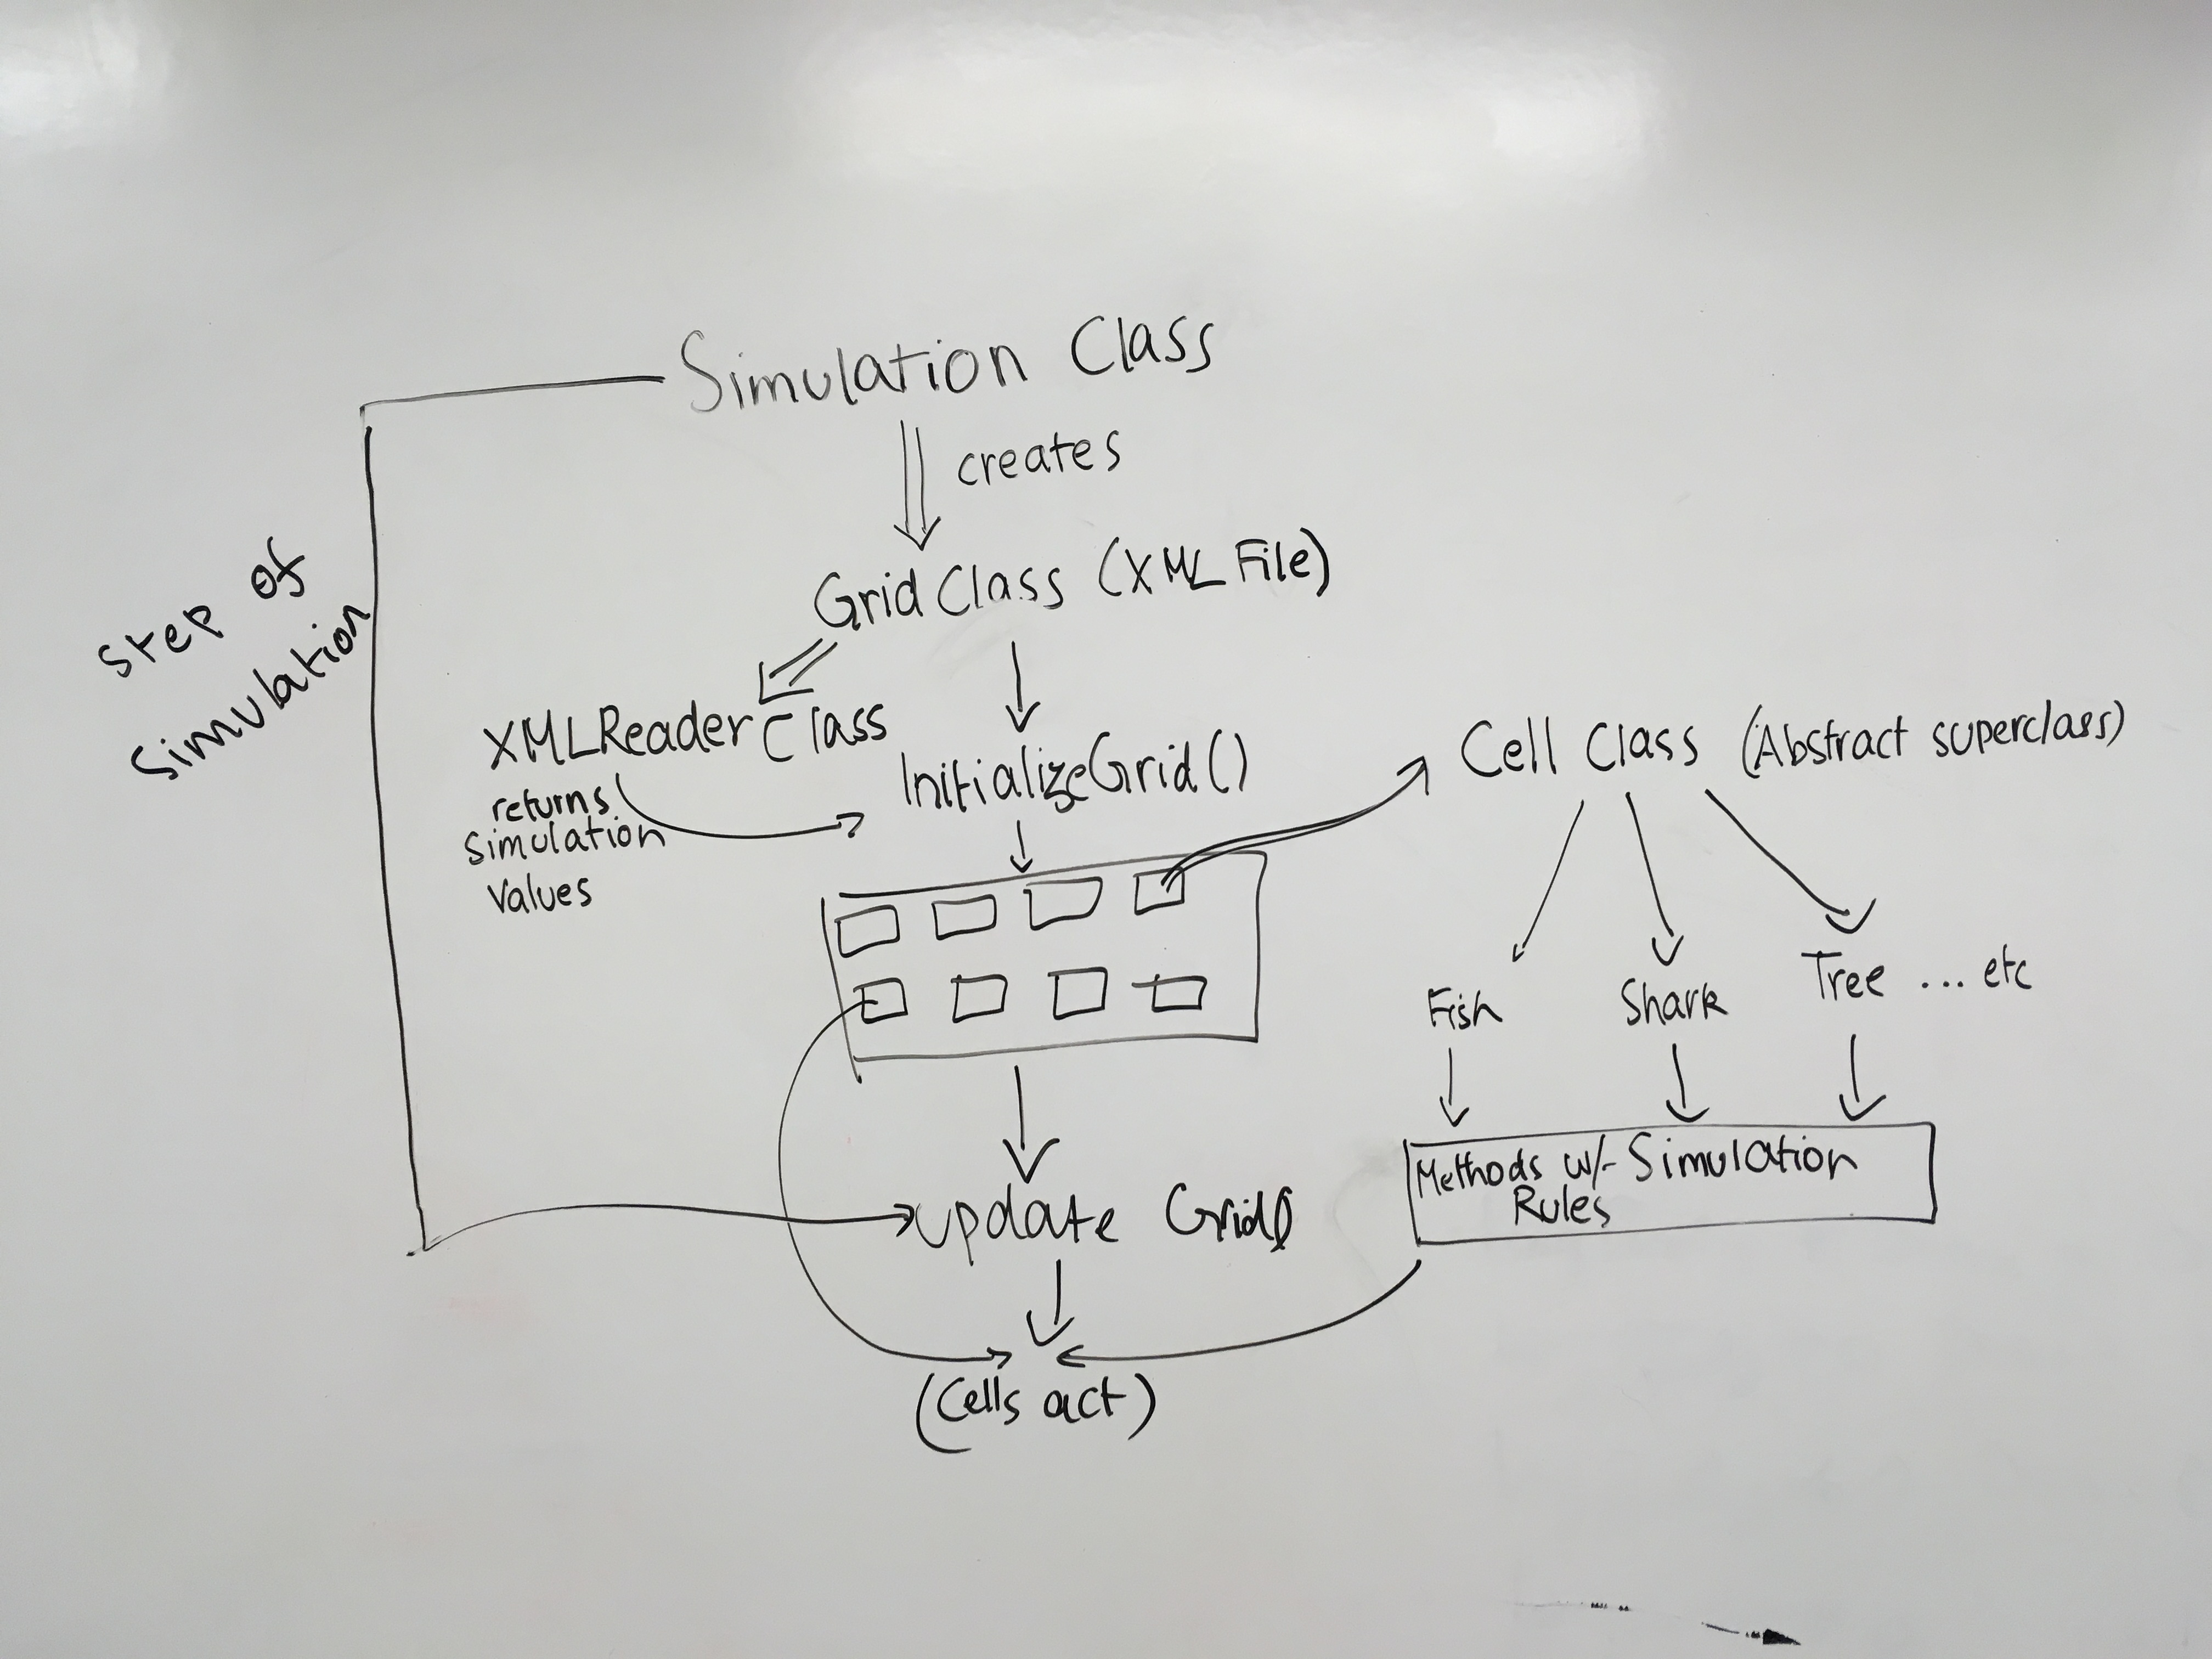 Simulation Class
creates
Grid Class (XML File)
Step of
Simulation
XMLReader Class
returns
Simulation
Values
InitializeGrid()
Cell Class (Abstract superclass)
Fish
Shark
Tree ... etc
Methods w/ Simulation
Rules
update Grid()
(Cells act)